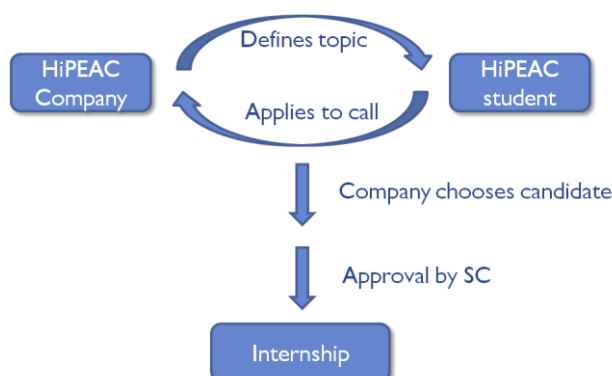 Defines topic
HiPEAC
Company
HiPEAC
student
Applies to call
Company chooses candidate
Approval by SC
Internship